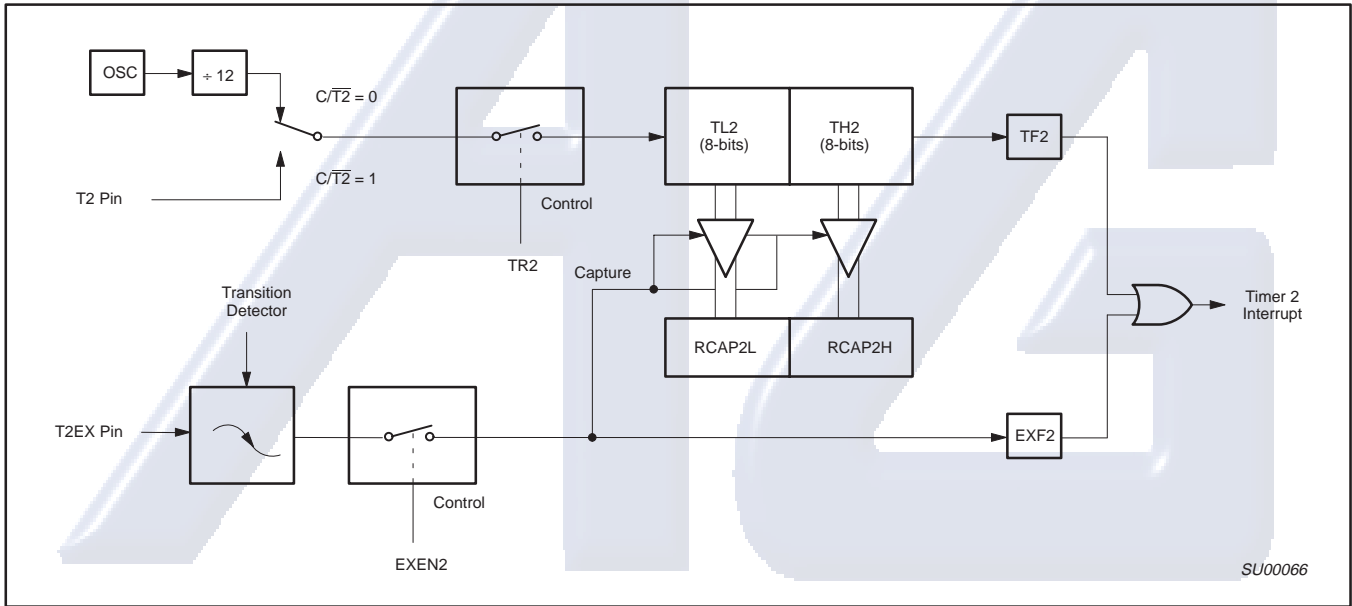 OSC
÷ 12
C/T2 = 0
C/T2 = 1
T2 Pin
Control
TR2
TL2
(8-bits)
TH2
(8-bits)
TF2
Capture
RCAP2L
RCAP2H
Timer 2
Interrupt
Transition
Detector
T2EX Pin
Control
EXEN2
EXF2
SU00066